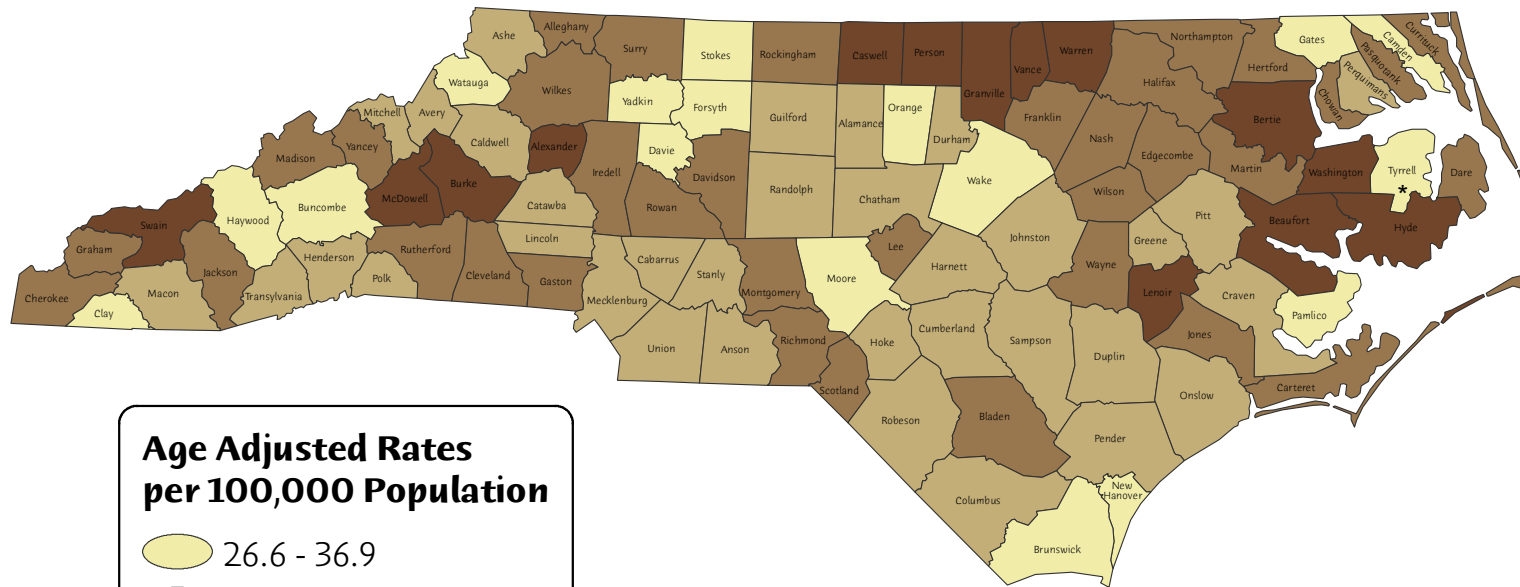 Ashe
Alleghany
Surry
Stokes
Rockingham
Caswell
Person
Granville
Vance
Warren
Northampton
Halifax
Hertford
Gates
Camden
Currituck
Pasquotank
Perquimans
Chowan
Watauga
Wilkes
Yadkin
Forsyth
Guilford
Alamance
Orange
Durham
Franklin
Nash
Edgecombe
Bertie
Martin
Washington
Tyrrell
*
Dare
Mitchell
Avery
Caldwell
Alexander
Iredell
Davie
Davidson
Randolph
Chatham
Wake
Wilson
Pitt
Beaufort
Hyde
Madison
Yancey
McDowell
Burke
Catawba
Rowan
Lincoln
Swain
Haywood
Buncombe
Graham
Jackson
Henderson
Rutherford
Cleveland
Gaston
Cabarrus
Stanly
Montgomery
Moore
Lee
Harnett
Johnston
Greene
Wayne
Lenoir
Craven
Pamlico
Cherokee
Macon
Clay
Transylvania
Polk
Mecklenburg
Union
Anson
Richmond
Scotland
Hoke
Cumberland
Sampson
Duplin
Jones
Carteret
Onslow
Robeson
Bladen
Pender
Columbus
New
Hanover
Brunswick
Age Adjusted Rates
per 100,000 Population
26.6 - 36.9